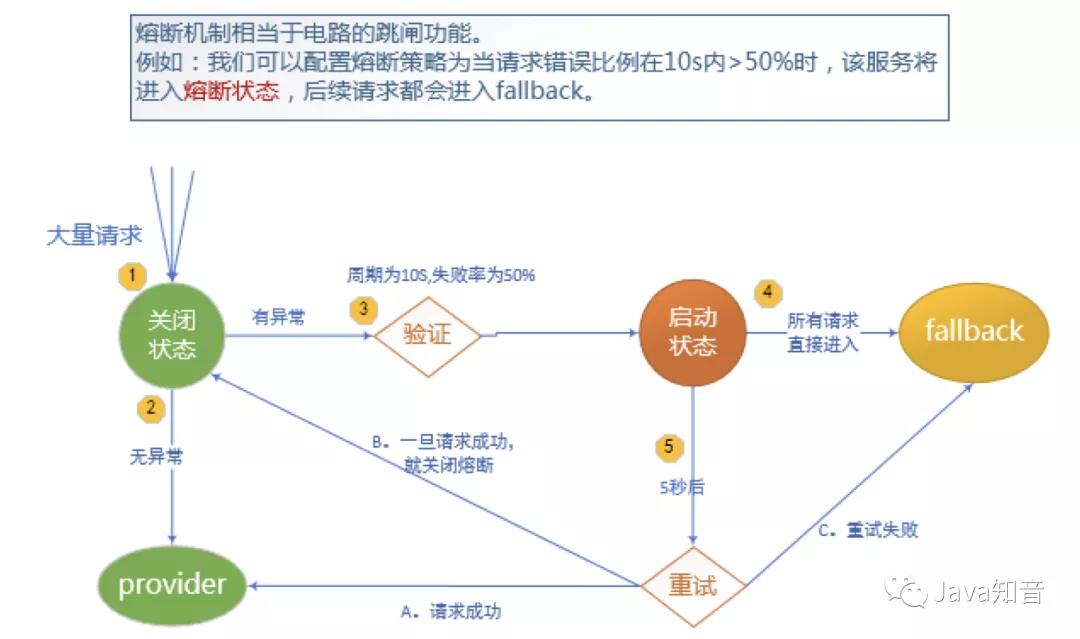 熔断机制相当于电路的跳闸功能。
例如：我们可以配置熔断策略为当请求错误比例在10s内>50%时，该服务将
进入熔断状态，后续请求都会进入fallback。
大量请求
1
关闭
状态
有异常
周期为10S,失败率为50%
3
验证
启动
状态
4
所有请求
直接进入
fallback
2
无异常
B. 一旦请求成功，
就关闭熔断
5
5秒后
C. 重试失败
provider
A. 请求成功
重试
Java知音